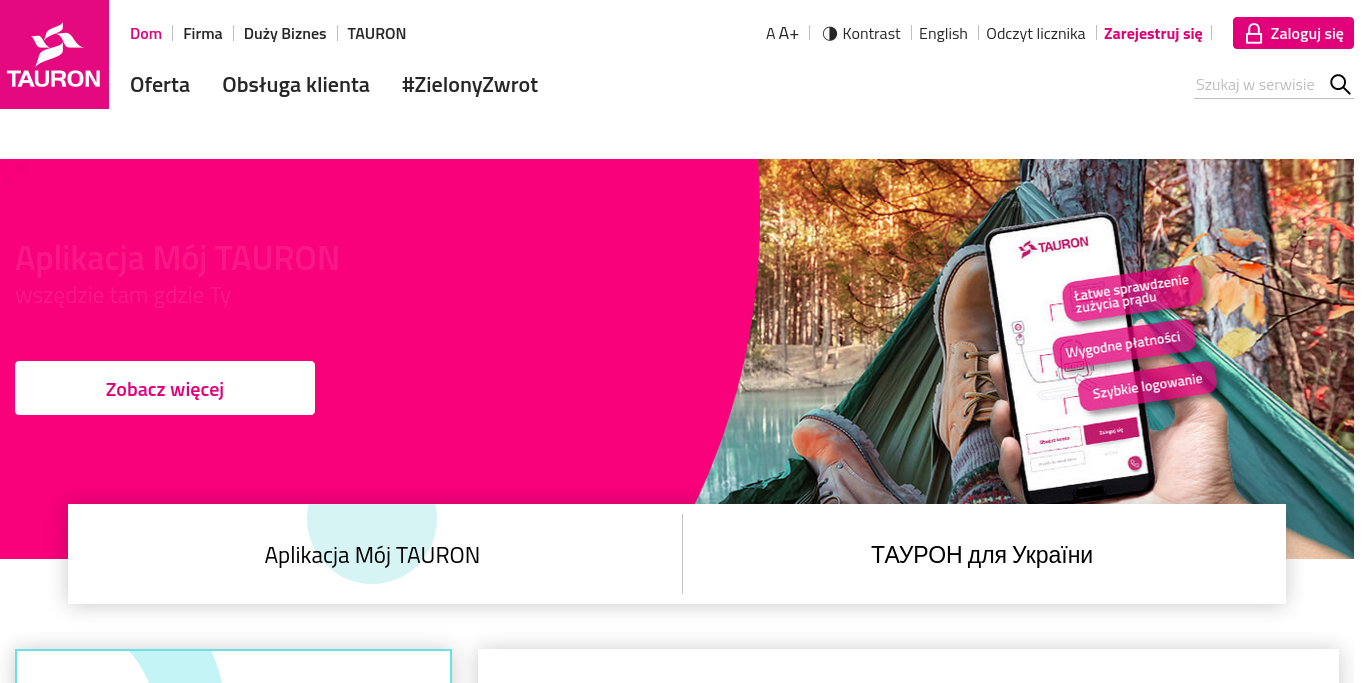 TAURON
Dom
Firma
Duży Biznes
TAURON
A A+
Kontrast
English
Odczyt licznika
Zarejestruj się
Zaloguj się
Oferta
Obsługa klienta
#ZielonyZwrot
Szukaj w serwisie
Aplikacja Mój TAURON
wszędzie tam gdzie Ty
Zobacz więcej
TAURON
Łatwe sprawdzenie
zużycia prądu
Wygodne płatności
Szybkie logowanie
Zaloguj się
Aplikacja Mój TAURON
ТАУРОН для України